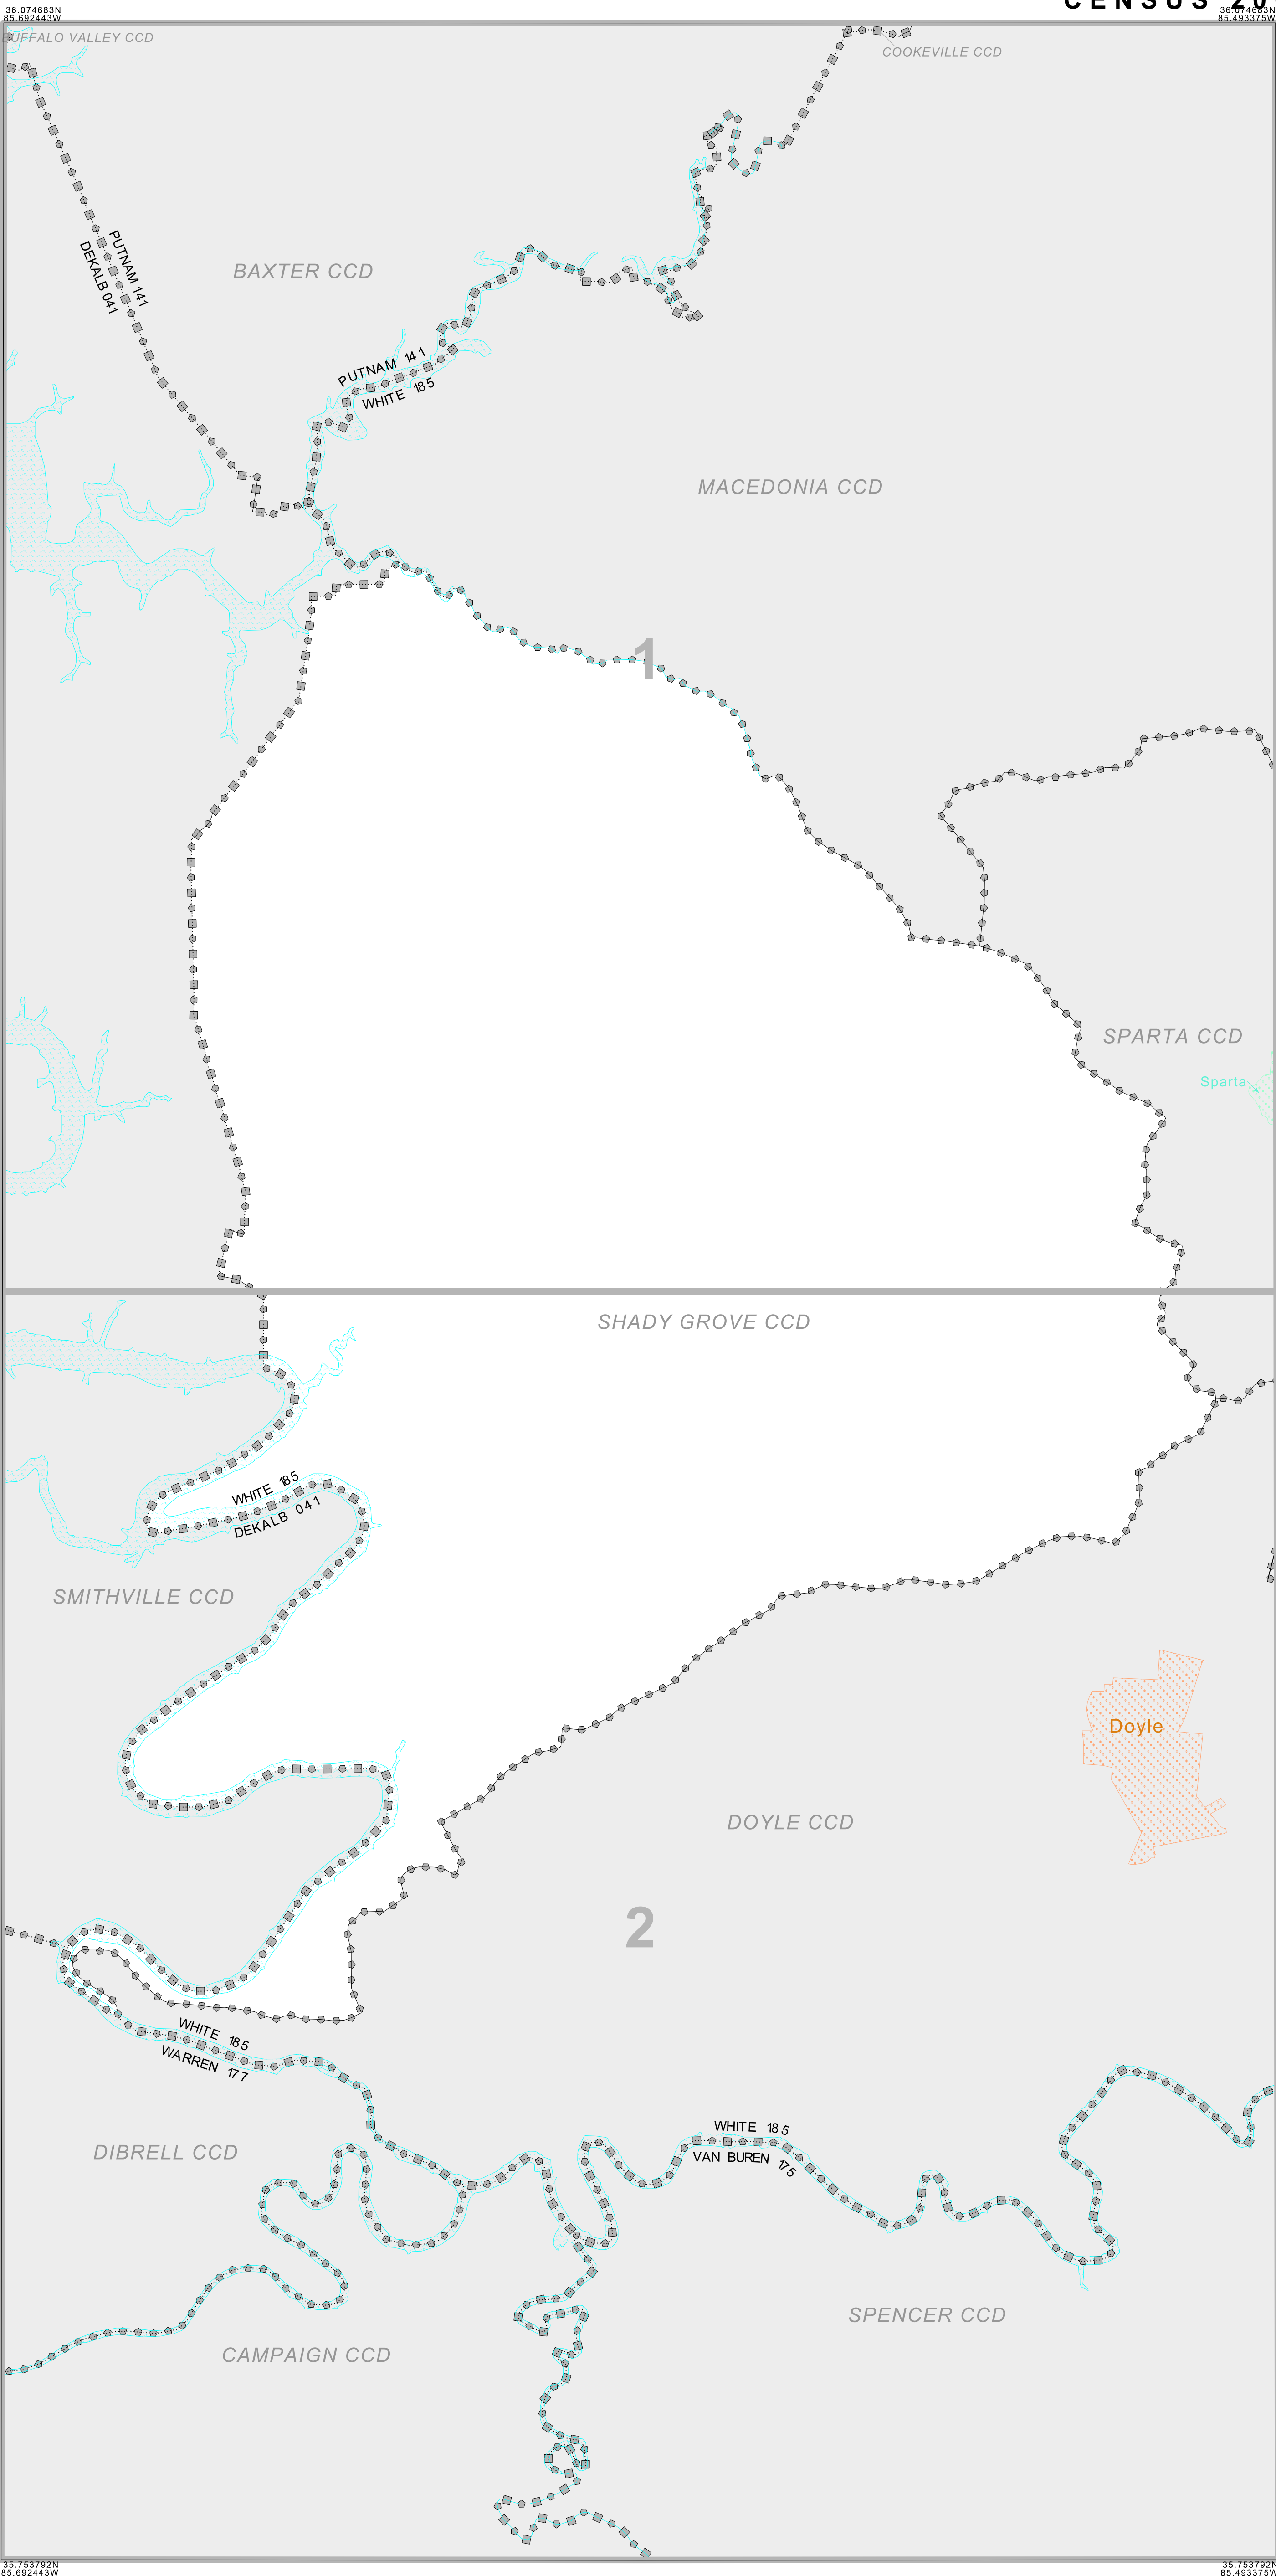 CENSUS 20
36.074683N
85.692443W
36.074683N
85.493375W
BUFFALO VALLEY CCD
COOKEVILLE CCD
PUTNAM 141
DEKALB 041
BAXTER CCD
PUTNAM 141
WHITE 185
MACEDONIA CCD
1
SPARTA CCD
Sparta
SHADY GROVE CCD
WHITE 185
DEKALB 041
SMITHVILLE CCD
Doyle
DOYLE CCD
2
WHITE 185
WARREN 177
WHITE 185
VAN BUREN 175
DIBRELL CCD
SPENCER CCD
CAMPAIGN CCD
35.753792N
85.692443W
35.753792N
85.493375W